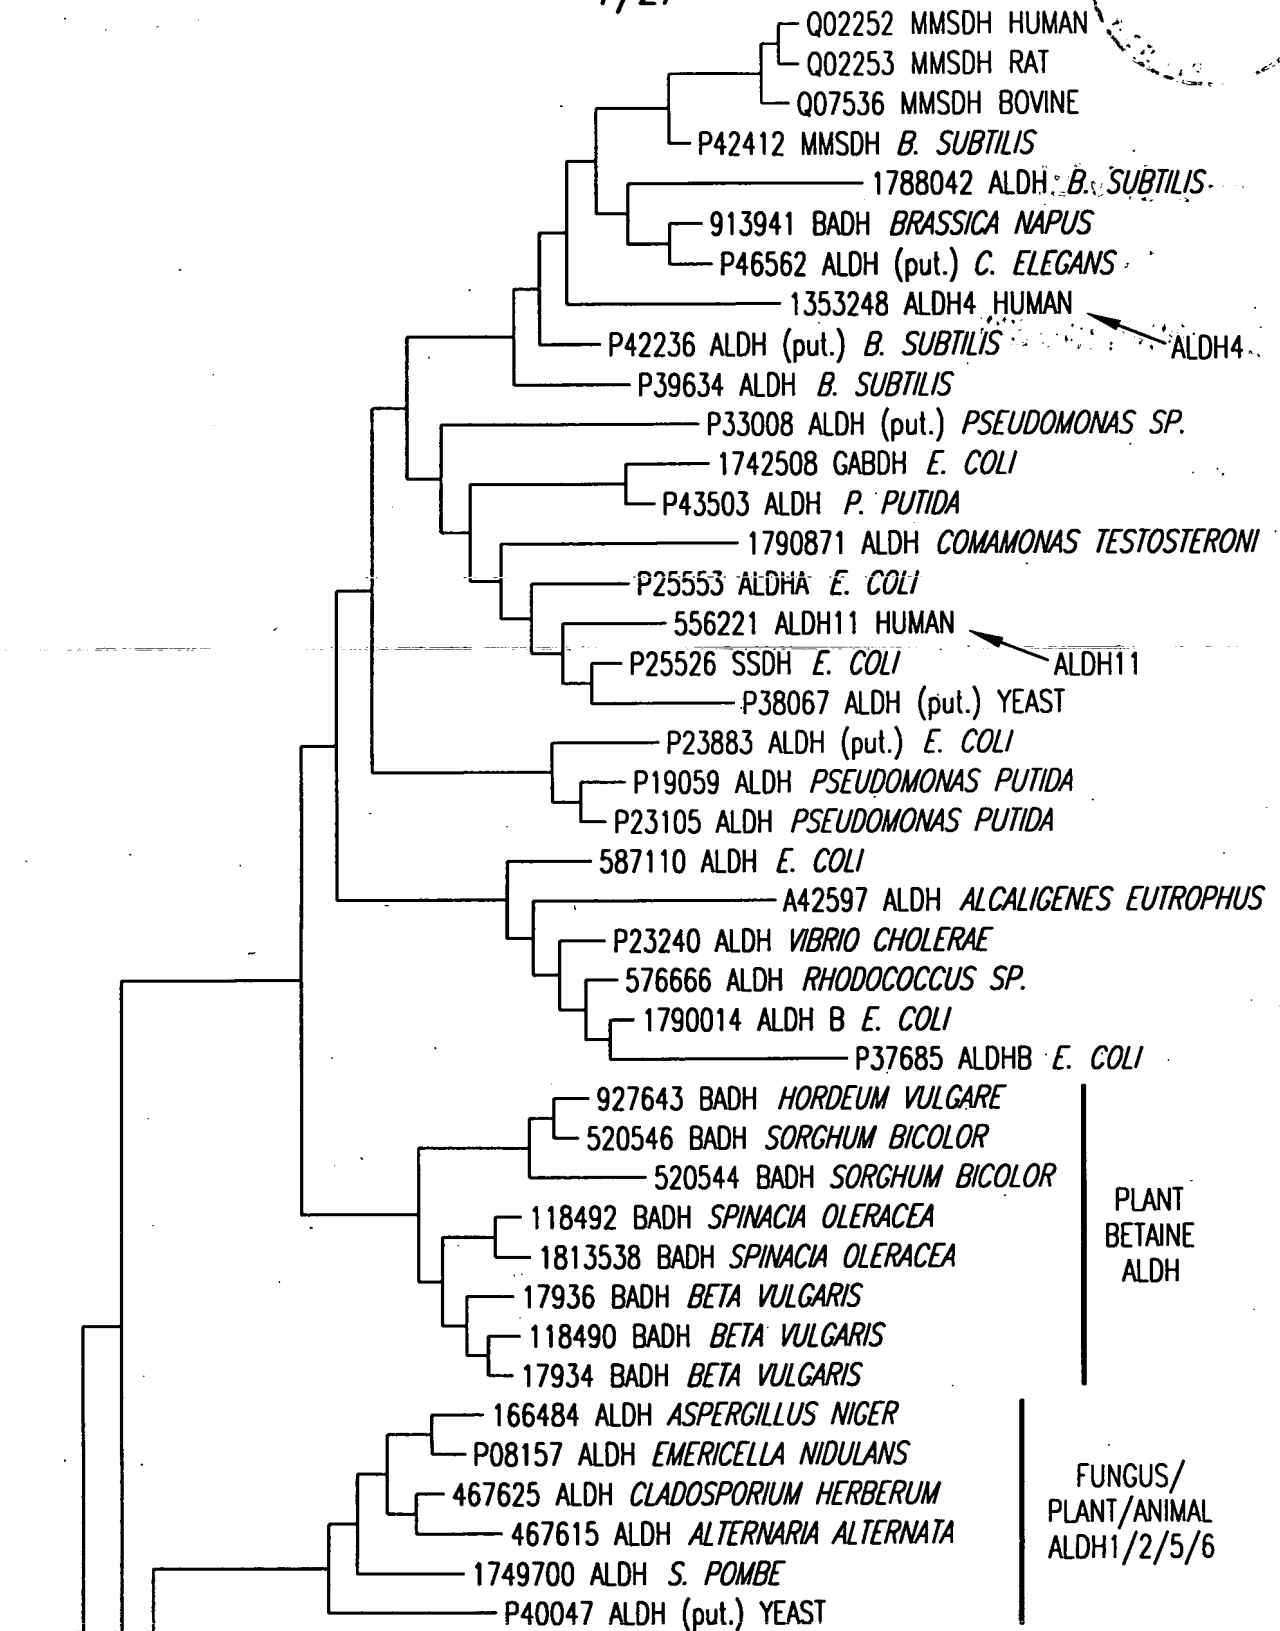 Q02252 MMSDH HUMAN
Q02253 MMSDH RAT
Q07536 MMSDH BOVINE
P42412 MMSDH B. SUBTILIS
1788042 ALDH B. SUBTILIS
913941 BADH BRASSICA NAPUS
P46562 ALDH (put.) C. ELEGANS
1353248 ALDH4 HUMAN
P42236 ALDH (put.) B. SUBTILIS
ALDH4
P39634 ALDH B. SUBTILIS
P33008 ALDH (put.) PSEUDOMONAS SP.
1742508 GABDH E. COLI
P43503 ALDH P. PUTIDA
1790871 ALDH COMAMONAS TESTOSTERONI
P25553 ALDHA E. COLI
556221 ALDH11 HUMAN
P25526 SSDH E. COLI
ALDH11
P38067 ALDH (put.) YEAST
P23883 ALDH (put.) E. COLI
P19059 ALDH PSEUDOMONAS PUTIDA
P23105 ALDH PSEUDOMONAS PUTIDA
587110 ALDH E. COLI
A42597 ALDH ALCALIGENES EUTROPHUS
P23240 ALDH VIBRIO CHOLERAE
576666 ALDH RHODOCOCCUS SP.
1790014 ALDH B E. COLI
P37685 ALDHB E. COLI
927643 BADH HORDEUM VULGARE
520546 BADH SORGHUM BICOLOR
520544 BADH SORGHUM BICOLOR
118492 BADH SPINACIA OLERACEA
1813538 BADH SPINACIA OLERACEA
17936 BADH BETA VULGARIS
118490 BADH BETA VULGARIS
17934 BADH BETA VULGARIS
PLANT
BETAINE
ALDH
166484 ALDH ASPERGILLUS NIGER
P08157 ALDH EMERICELLA NIDULANS
467625 ALDH CLADOSPORIUM HERBERUM
467615 ALDH ALTERNARIA ALTERNATA
1749700 ALDH S. POMBE
P40047 ALDH (put.) YEAST
FUNGUS/
PLANT/ANIMAL
ALDH1/2/5/6